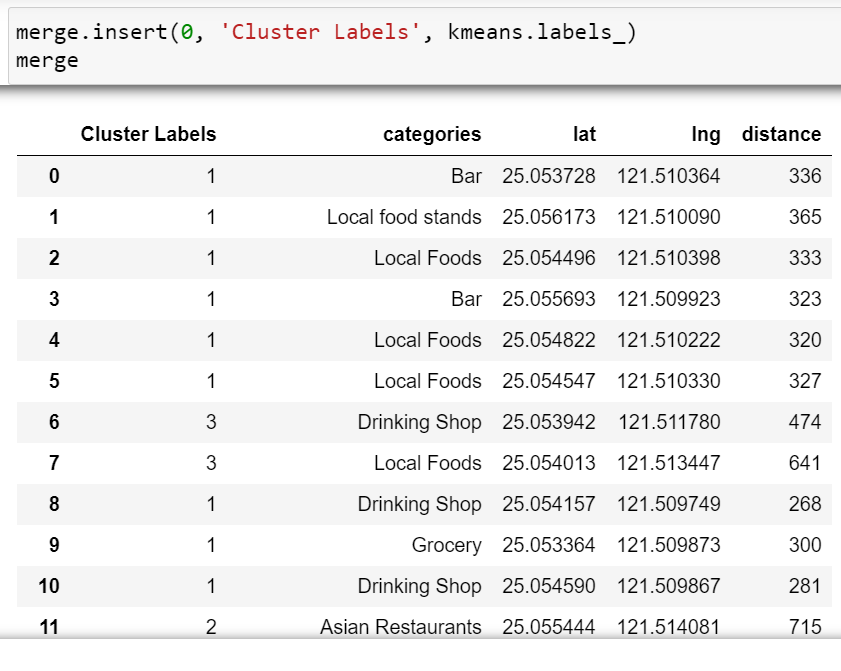 merge.insert(0, 'Cluster Labels', kmeans.labels_)
merge
Cluster Labels categories lat lng distance
0 1 Bar 25.053728 121.510364 336
1 1 Local food stands 25.056173 121.510090 365
2 1 Local Foods 25.054496 121.510398 333
3 1 Bar 25.055693 121.509923 323
4 1 Local Foods 25.054822 121.510222 320
5 1 Local Foods 25.054547 121.510330 327
6 3 Drinking Shop 25.053942 121.511780 474
7 3 Local Foods 25.054013 121.513447 641
8 1 Drinking Shop 25.054157 121.509749 268
9 1 Grocery 25.053364 121.509873 300
10 1 Drinking Shop 25.054590 121.509867 281
11 2 Asian Restaurants 25.055444 121.514081 715